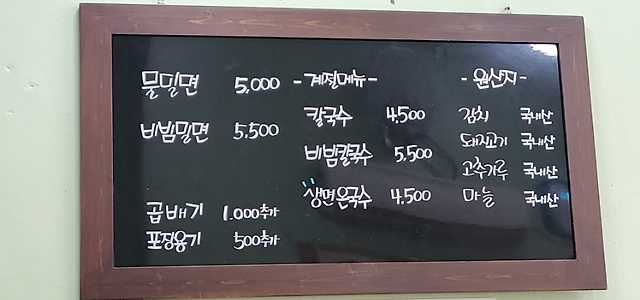 물밀면 5,000
비빔밀면 5,500
곱배기 1,000추가
포장용기 500추가
-계절메뉴-
칼국수 4,500
비빔칼국수 5,500
생면온국수 4,500
-원산지-
김치 국내산
돼지고기 국내산
고추가루 국내산
마늘 국내산